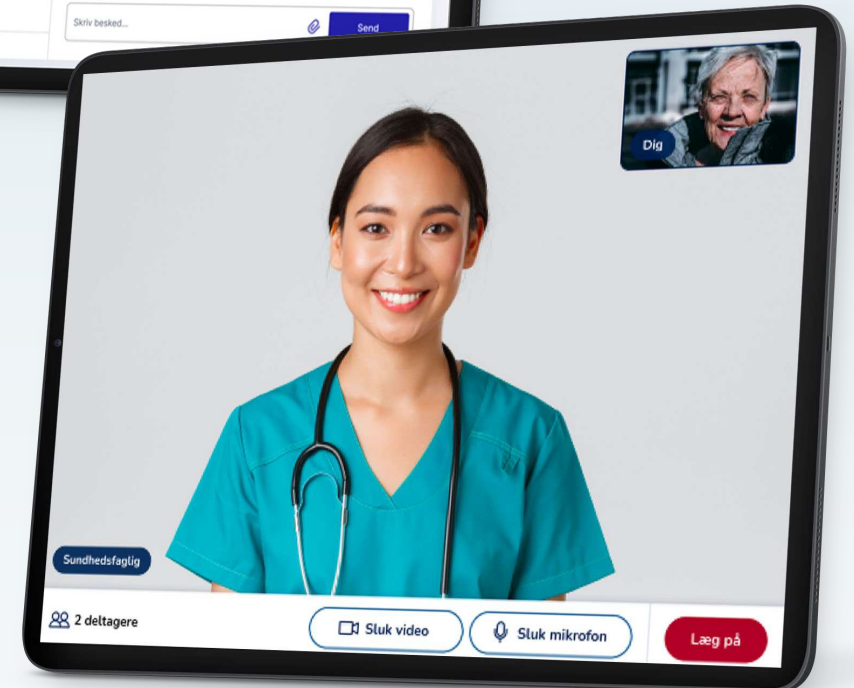 Skriv besked...
Send
Dig
Sundhedsfaglig
2 deltagere
Sluk video
Sluk mikrofon
Læg på